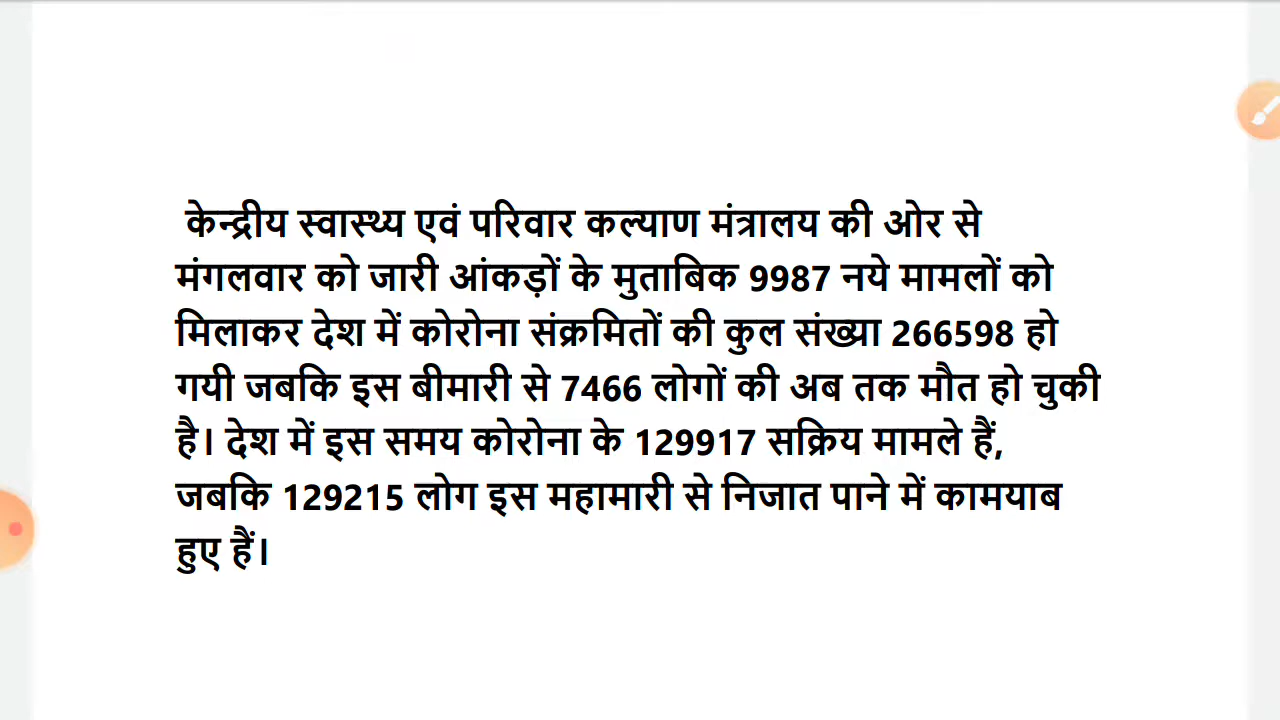 केन्द्रीय स्वास्थ्य एवं परिवार कल्याण मंत्रालय की ओर से
मंगलवार को जारी आंकड़ों के मुताबिक 9987 नये मामलों को
मिलाकर देश में कोरोना संक्रमितों की कुल संख्या 266598 हो
गयी जबकि इस बीमारी से 7466 लोगों की अब तक मौत हो चुकी
है। देश में इस समय कोरोना के 129917 सक्रिय मामले हैं,
जबकि 129215 लोग इस महामारी से निजात पाने में कामयाब
हुए हैं।